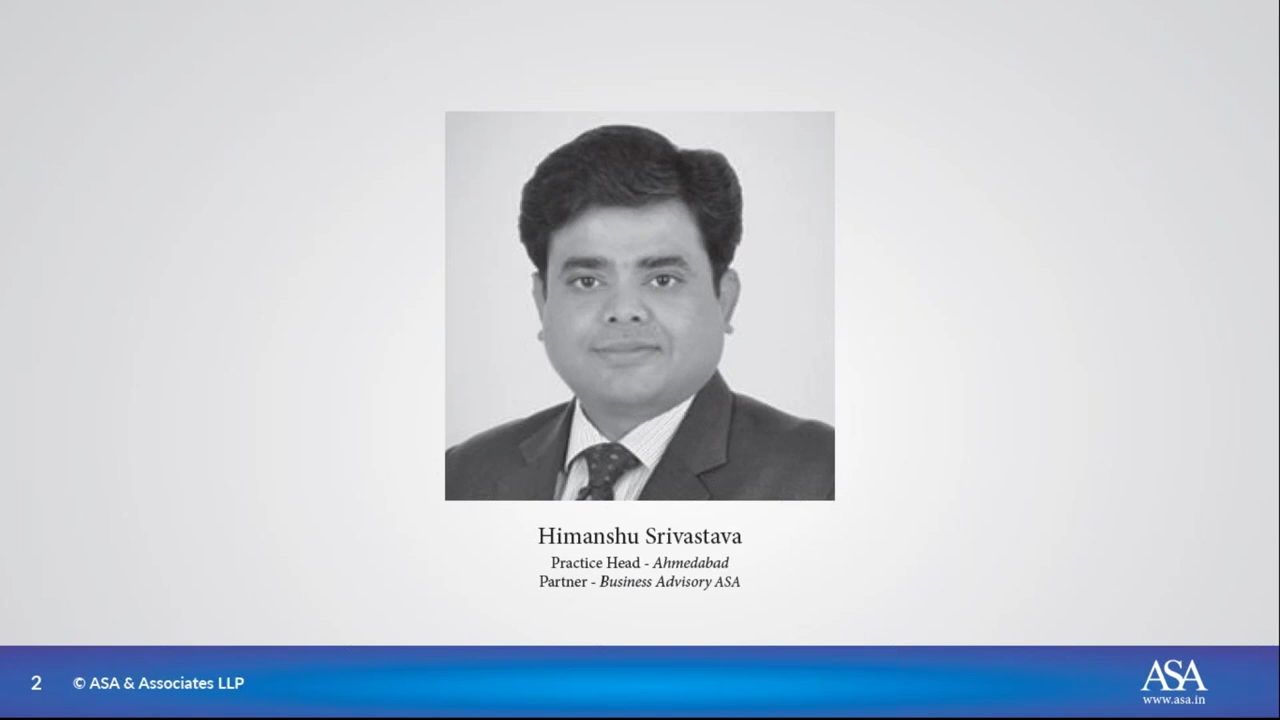 Himanshu Srivastava
Practice Head - Ahmedabad
Partner - Business Advisory ASA
2
© ASA & Associates LLP
ASA
www.asa.in